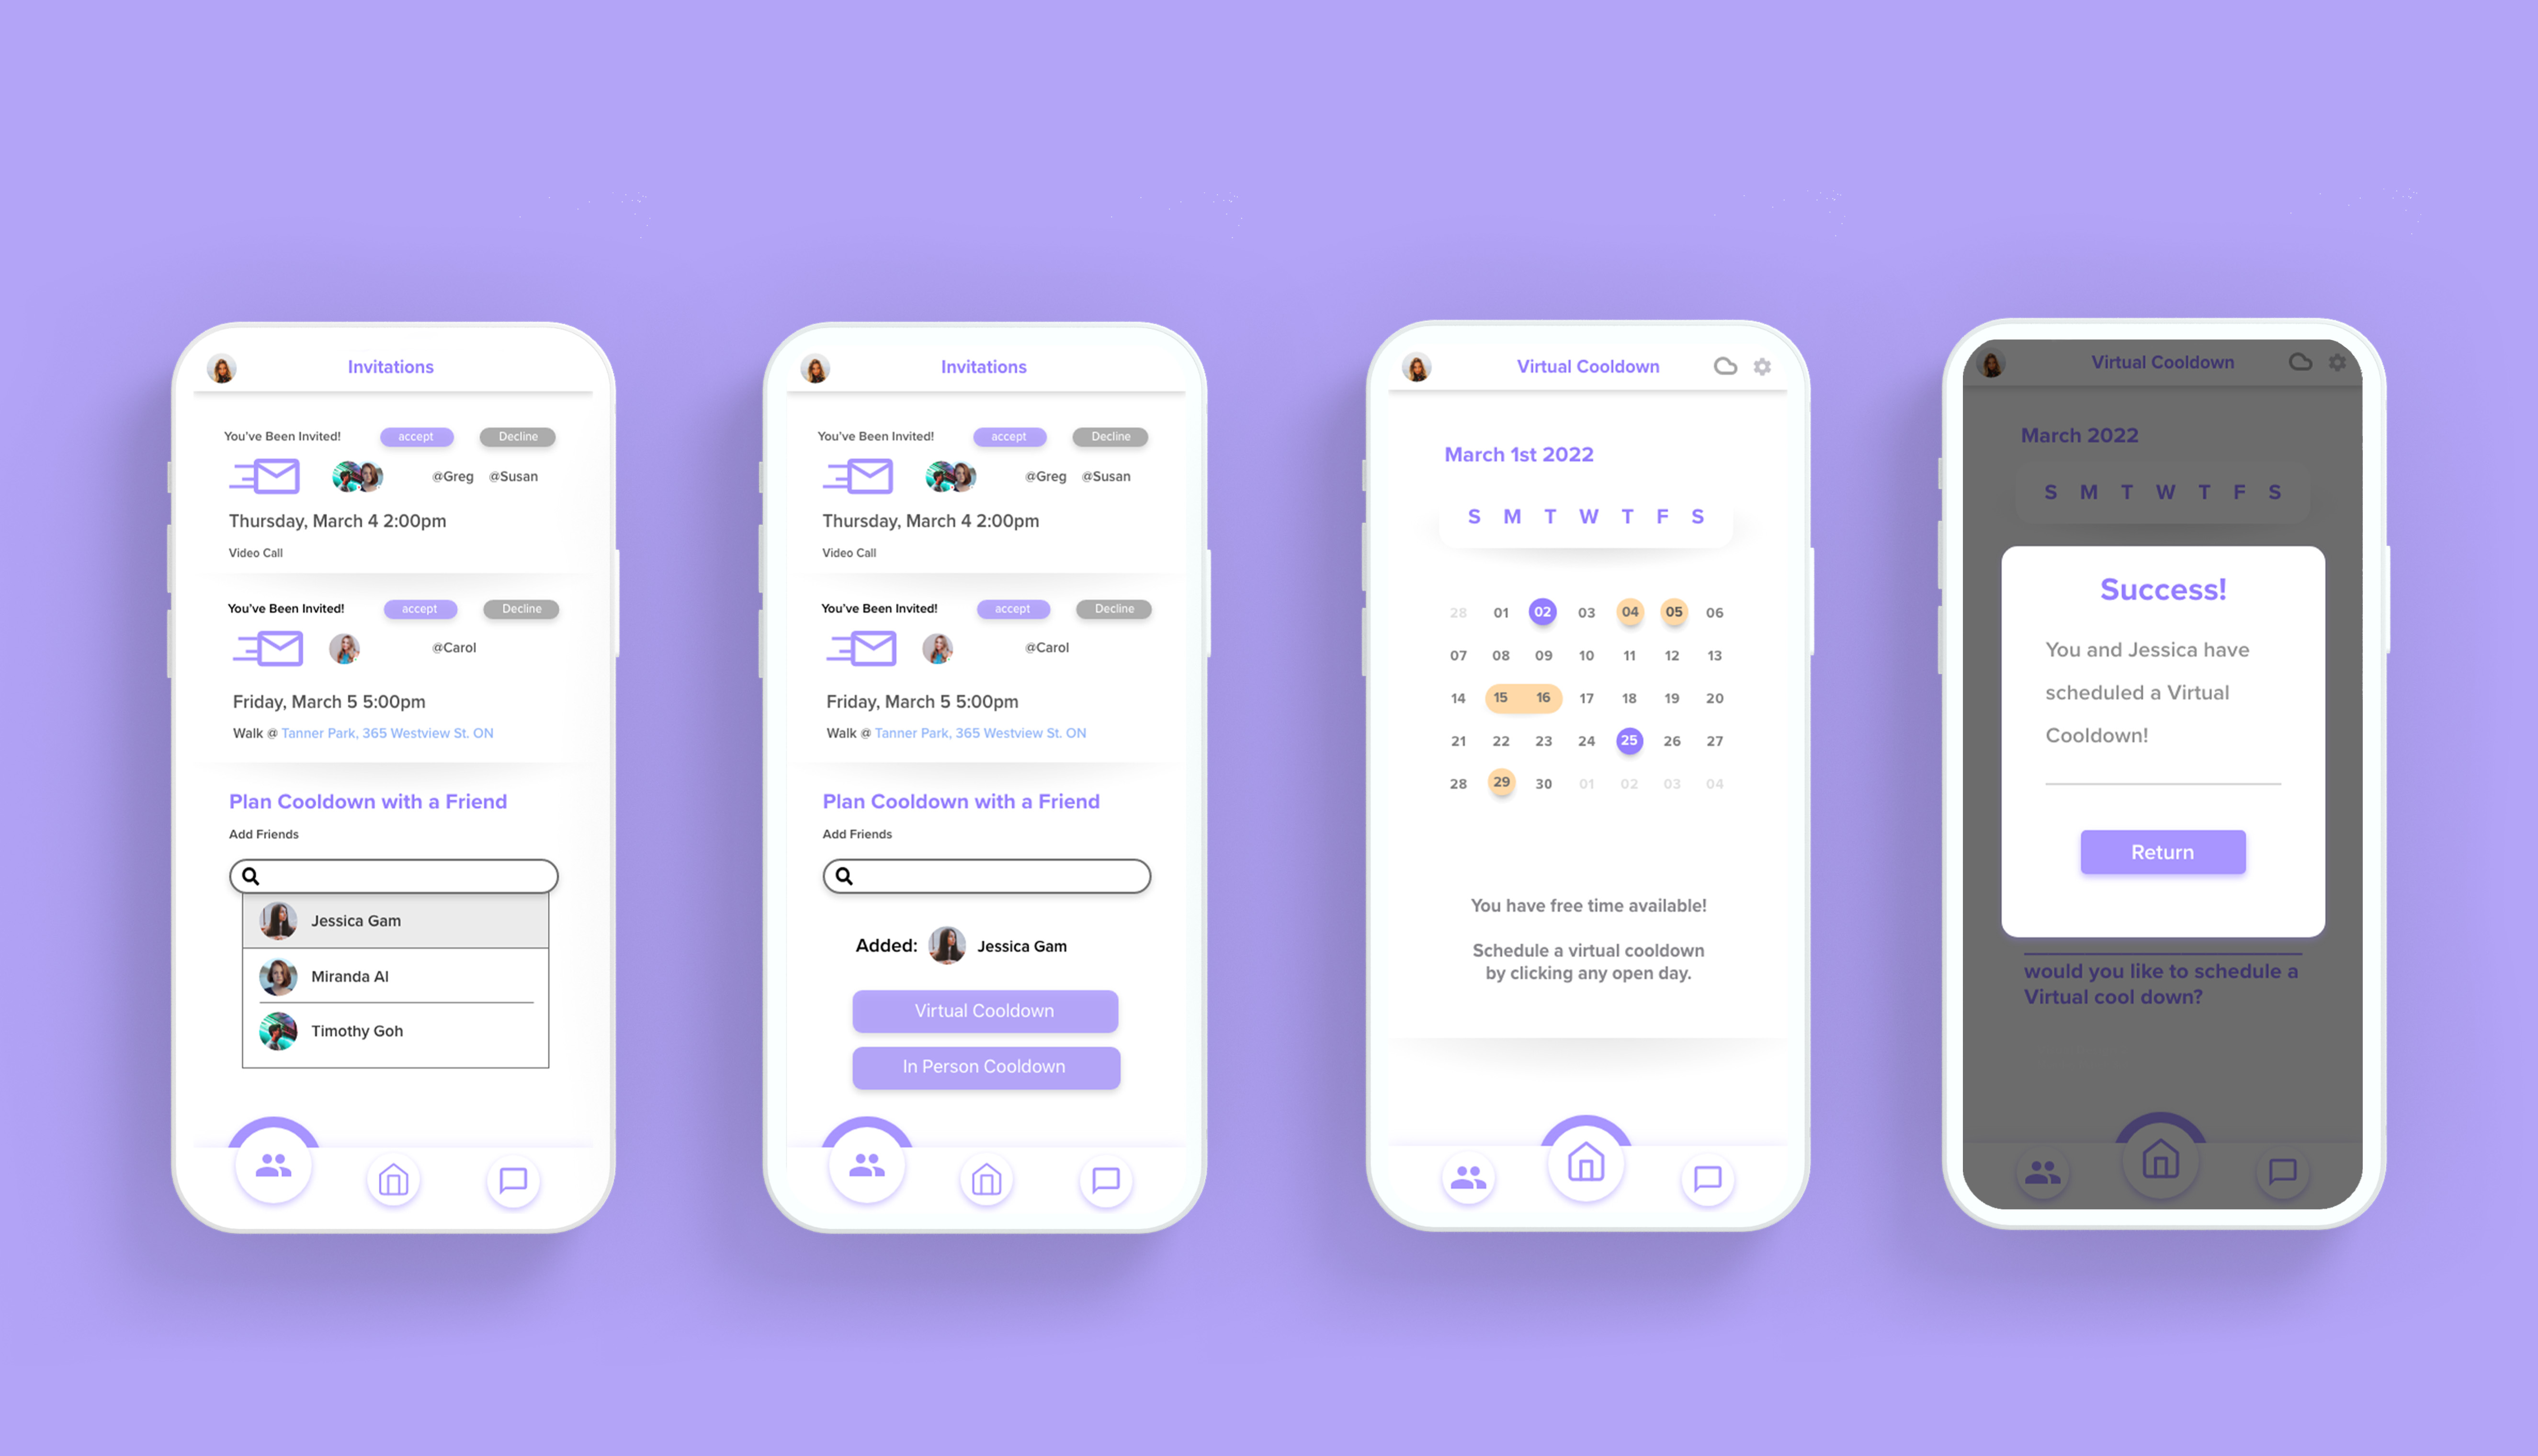 Invitations
You've Been Invited! accept Decline
@Greg @Susan
Thursday, March 4 2:00pm
Video Call
You've Been Invited! accept Decline
@Carol
Friday, March 5 5:00pm
Walk @ Tanner Park, 365 Westview St. ON
Plan Cooldown with a Friend
Add Friends
Jessica Gam
Miranda Al
Timothy Goh
Invitations
You've Been Invited! accept Decline
@Greg @Susan
Thursday, March 4 2:00pm
Video Call
You've Been Invited! accept Decline
@Carol
Friday, March 5 5:00pm
Walk @ Tanner Park, 365 Westview St. ON
Plan Cooldown with a Friend
Add Friends
Added: Jessica Gam
Virtual Cooldown
In Person Cooldown
Virtual Cooldown
March 1st 2022
S M T W T F S
28 01 02 03 04 05 06
07 08 09 10 11 12 13
14 15 16 17 18 19 20
21 22 23 24 25 26 27
28 29 30 01 02 03 04
You have free time available!
Schedule a virtual cooldown
by clicking any open day.
Virtual Cooldown
March 2022
S M T W T F S
Success!
You and Jessica have
scheduled a Virtual
Cooldown!
Return
would you like to schedule a
Virtual cool down?